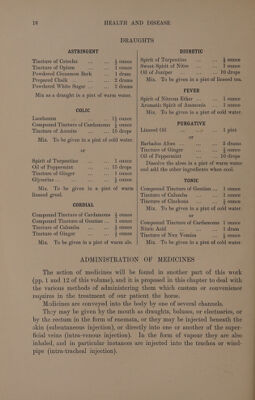 18 HEALTH AND DISEASE
DRAUGHTS
ASTRINGENT
Tincture of Catechu ... ... ½ ounce
Tincture of Opium ... ... ½ ounce
Powdered Cinnamon Bark ... 1 dram
Prepared Chalk ... ... 2 drams
Powdered White Sugar ... ... 2 drams
Mix as a draught in a pint of warm water.
COLIC
Laudanum ... ... 1½ ounce
Compound Tincture of Cardamoms ½ ounce
Tincture of Aconite ... ... 15 drops
Mix. To be given in a pint of cold water.
or
Spirit of Turpentine ... ... 1 ounce
Oil of Peppermint ... ... 15 drops
Tincture of Ginger ... ... 1 ounce
Glycerine ... ... ... ½ ounce
Mix. To be given in a pint of warm
linseed gruel.
CORDIAL
Compound Tincture of Cardamoms ½ ounce
Compound Tincture of Gentian ... 1 ounce
Tincture of Calumba ... ... ½ ounce
Tincture of Ginger ... ... ½ ounce
Mix. To be given in a pint of warm ale.
DIURETIC
Spirit of Turpentine ... ... ½ ounce
Sweet Spirit of Nitre ... ... 1 ounce
Oil of Juniper ... ... 10 drops
Mix. To be given in a pint of linseed tea.
FEVER
Spirit of Nitrous Ether ... ... 1 ounce
Aromatic Spirit of Ammonia ... 1 ounce
Mix. To be given in a pint of cold water.
PURGATIVE
Linseed Oil ... ... ... 1 pint
or
Barbados Aloes ... ... 3 drams
Tincture of Ginger ... ... ½ ounce
Oil of Peppermint ... ... 10 drops
Dissolve the aloes in a pint of warm water
and add the other ingredients when cool.
TONIC
Compound Tincture of Gentian ... 1 ounce
Tincture of Calumba ... ... ½ ounce
Tincture of Cinchona ... ... ½ ounce
Mix. To be given in a pint of cold water.
or
Compound Tincture of Cardamoms 1 ounce
Nitric Acid ... ... ... 1 dram
Tincture of Nux Vomica ... ½ ounce
Mix. To be given in a pint of cold water.
ADMINISTRATION OF MEDICINES
The action of medicines will be found in another part of this work
(pp. 1 and 12 of this volume), and it is proposed in this chapter to deal with
the various methods of administering them which custom or convenience
requires in the treatment of our patient the horse.
Medicines are conveyed into the body by one of several channels.
They may be given by the mouth as draughts, boluses, or electuaries, or
by the rectum in the form of enemata, or they may be injected beneath the
skin (subcutaneous injection), or directly into one or another of the super-
ficial veins (intra-venous injection). In the form of vapour they are also
inhaled, and in particular instances are injected into the trachea or wind-
pipe (intra-tracheal injection).